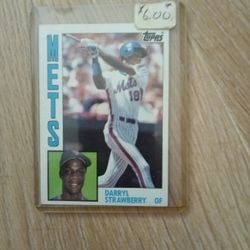 $6.00
Topps
METS
Mets
18
DARRYL
STRAWBERRY OF